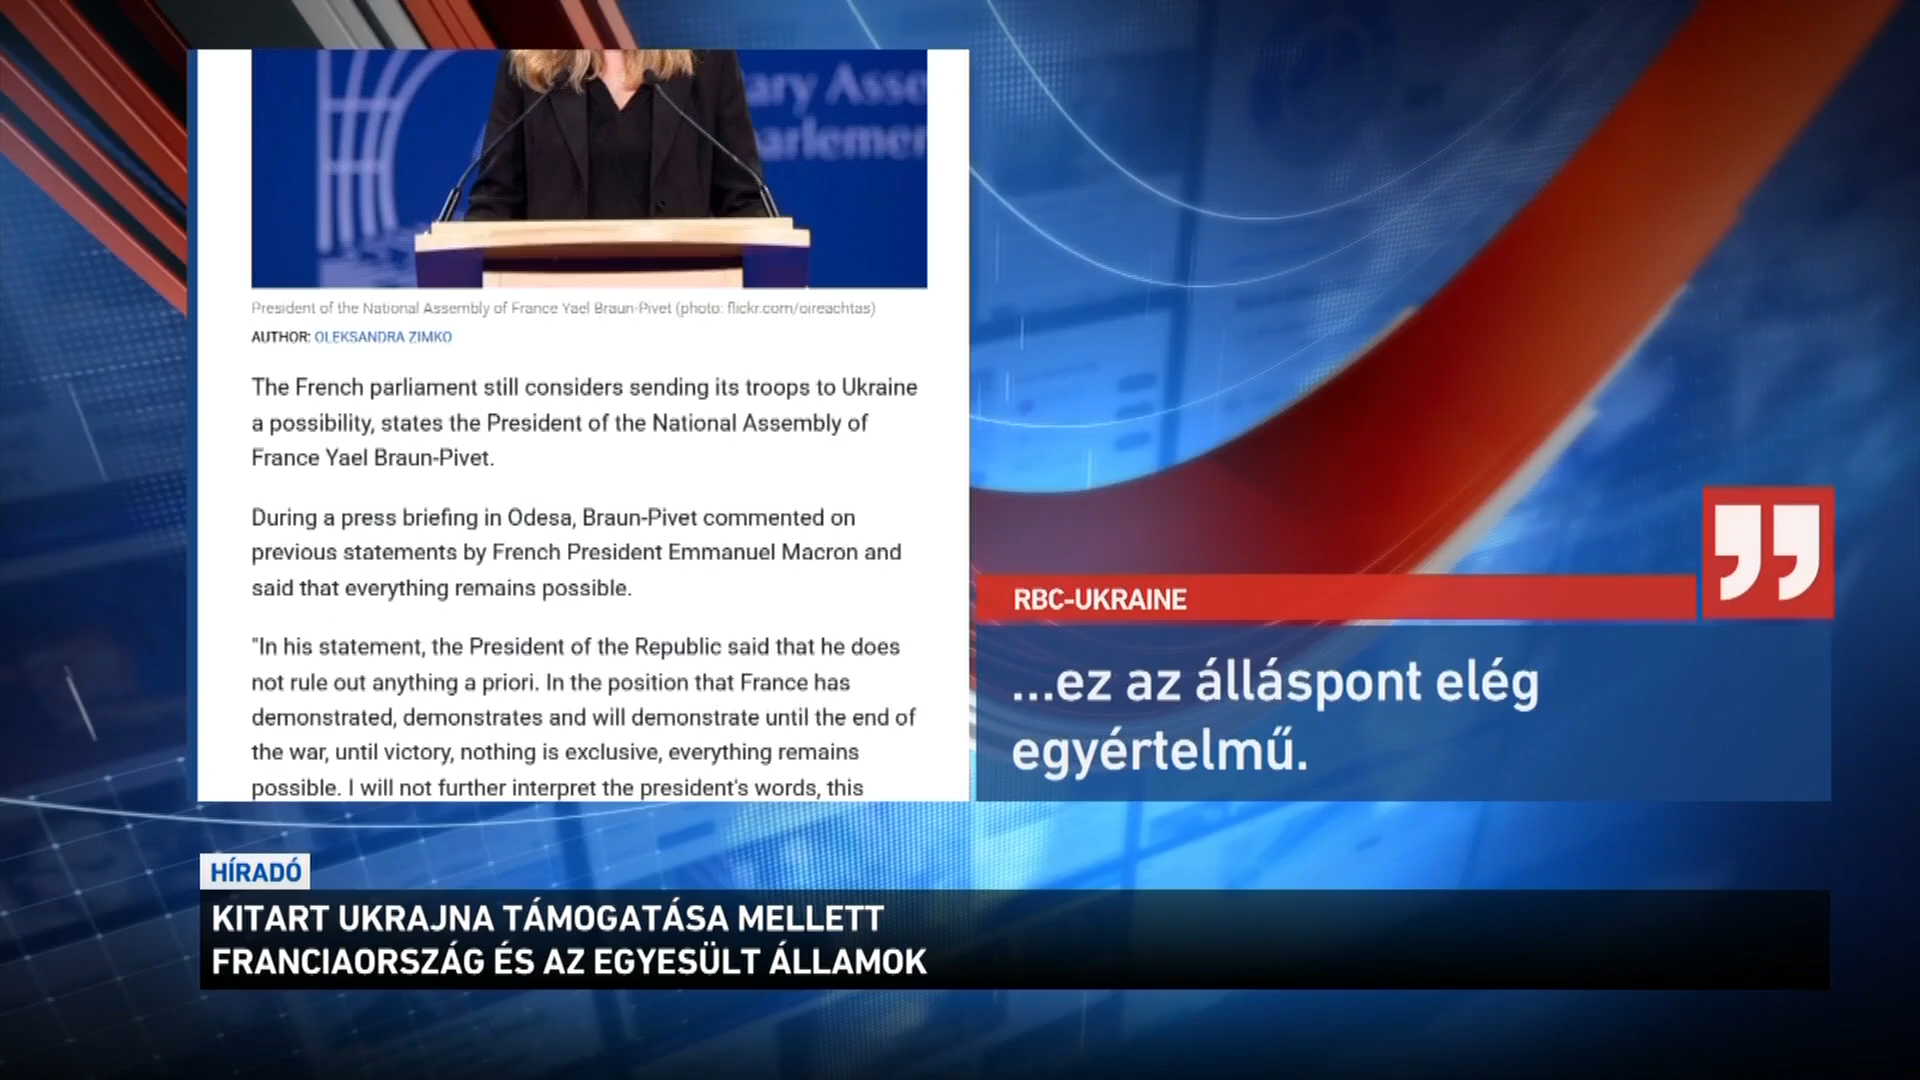 ary Asse
arlemen
President of the National Assembly of France Yael Braun-Pivet (photo: flickr.com/oireachtas)
AUTHOR: OLEKSANDRA ZIMKO
The French parliament still considers sending its troops to Ukraine
a possibility, states the President of the National Assembly of
France Yael Braun-Pivet.
During a press briefing in Odesa, Braun-Pivet commented on
previous statements by French President Emmanuel Macron and
said that everything remains possible.
"In his statement, the President of the Republic said that he does
not rule out anything a priori. In the position that France has
demonstrated, demonstrates and will demonstrate until the end of
the war, until victory, nothing is exclusive, everything remains
possible. I will not further interpret the president's words, this
RBC-UKRAINE
...ez az álláspont elég
egyértelmű.
HÍRADÓ
KITART UKRAJNA TÁMOGATÁSA MELLETT
FRANCIAORSZÁG ÉS AZ EGYESÜLT ÁLLAMOK